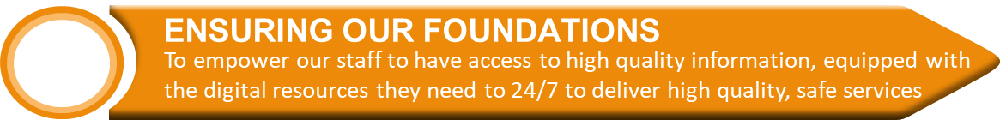 ENSURING OUR FOUNDATIONS
To empower our staff to have access to high quality information, equipped with
the digital resources they need to 24/7 to deliver high quality, safe services